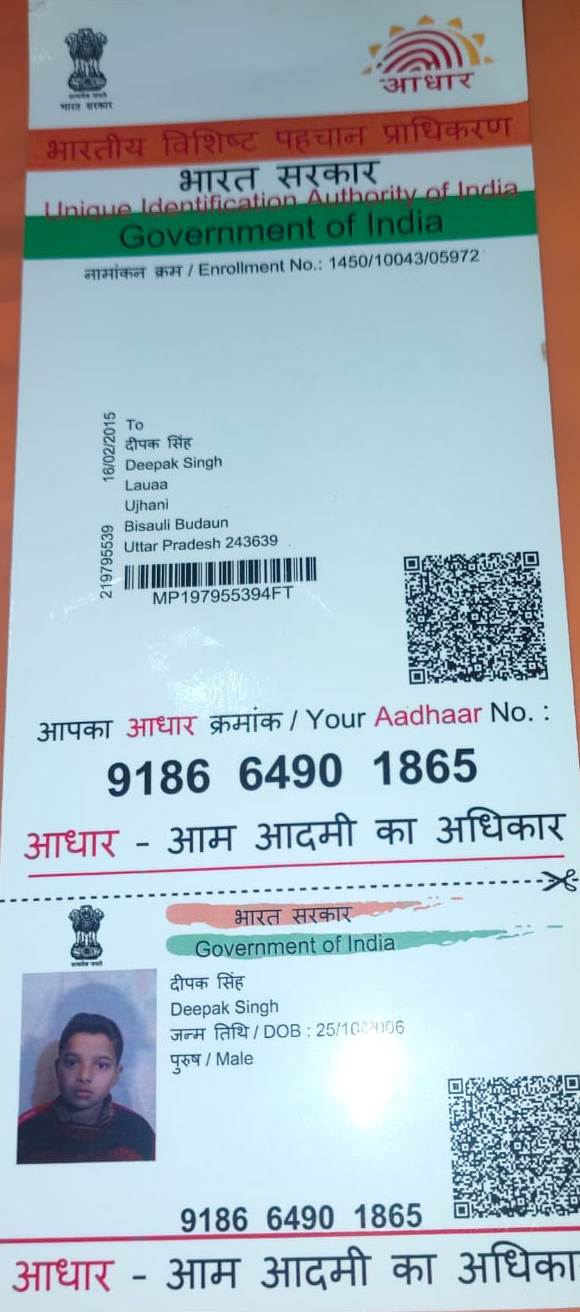 भारत सरकार
आधार
भारतीय विशिष्ट पहचान प्राधिकरण
भारत सरकार
Unique Identification Authority of India
Government of India
नामांकन क्रम / Enrollment No.: 1450/10043/05972
219795539 16/02/2015
To
दीपक सिंह
Deepak Singh
Lauaa
Ujhani
Bisauli Budaun
Uttar Pradesh 243639
MP197955394FT
आपका आधार क्रमांक / Your Aadhaar No. :
9186 6490 1865
आधार - आम आदमी का अधिकार
भारत सरकार
Government of India
दीपक सिंह
Deepak Singh
जन्म तिथि / DOB :
पुरुष / Male
9186 6490 1865
आधार - आम आदमी का